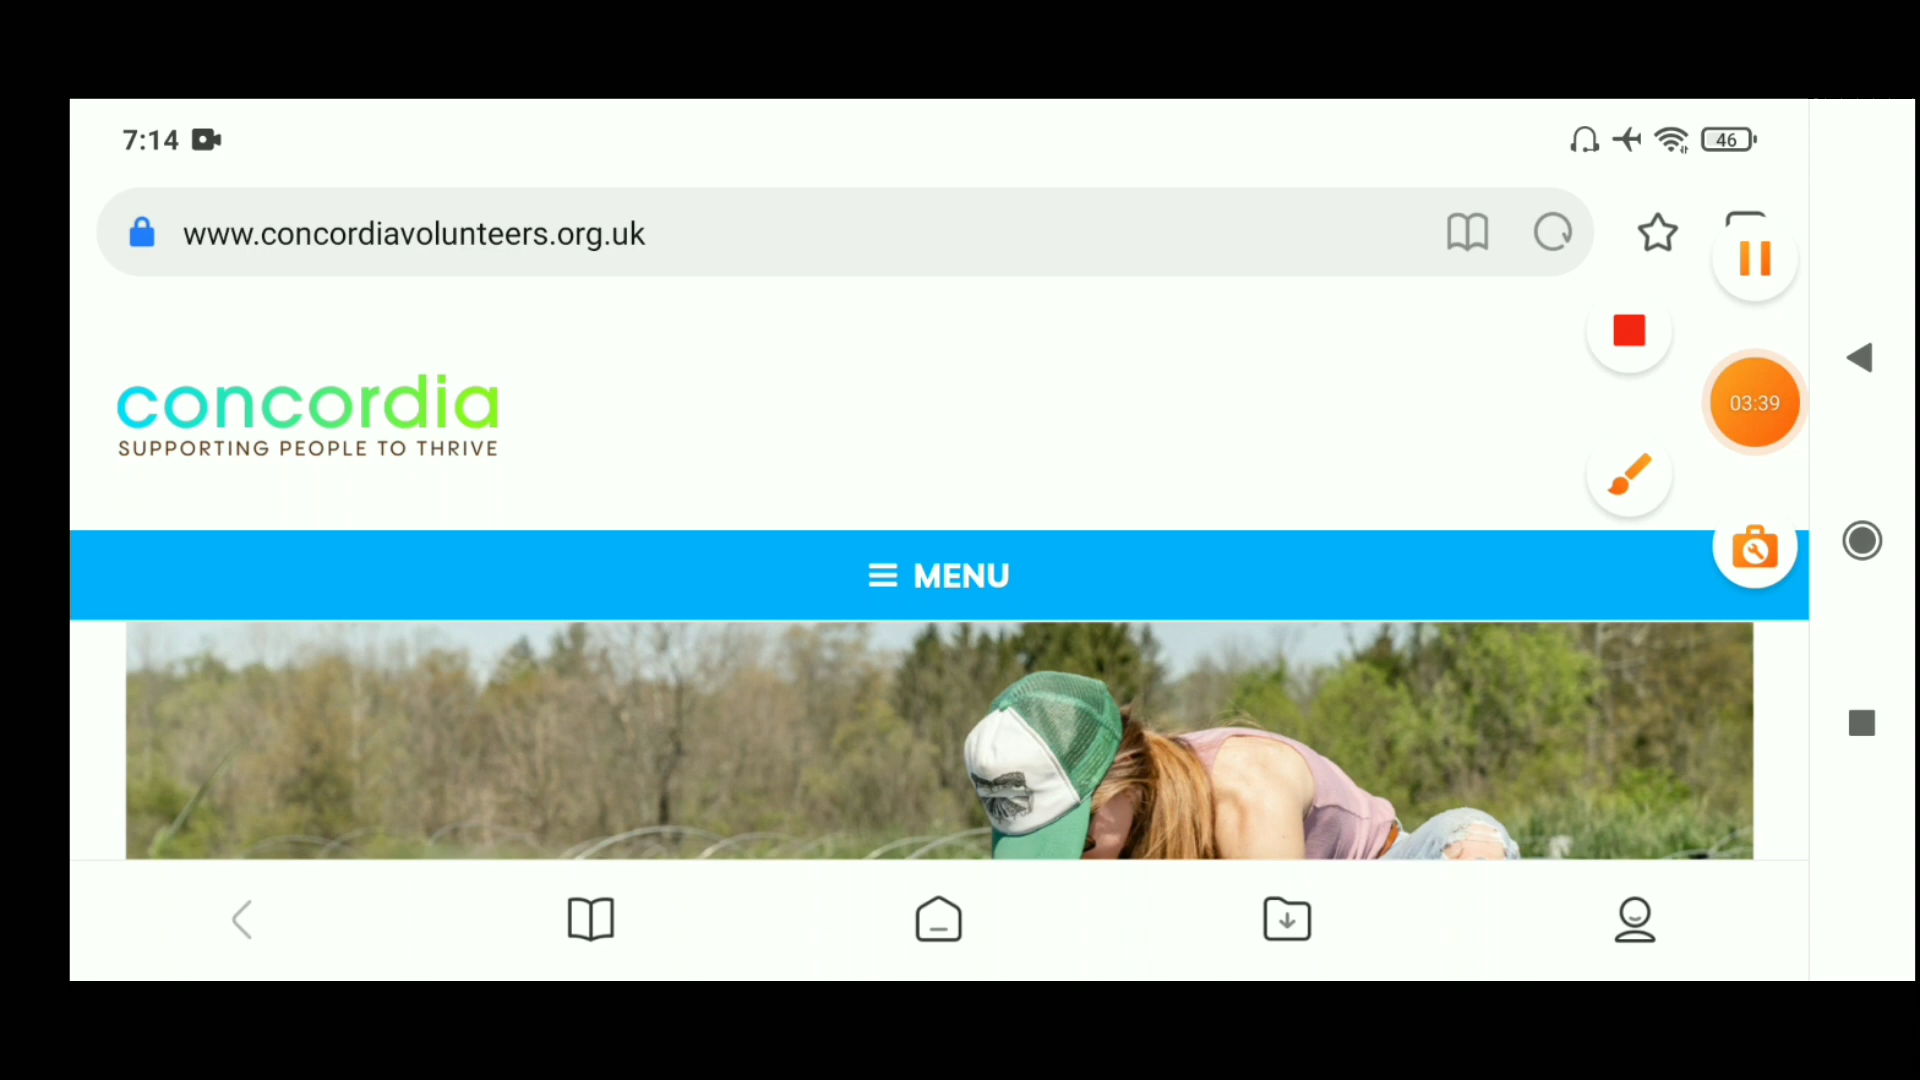 7:14
46
www.concordiavolunteers.org.uk
03:39
concordia
SUPPORTING PEOPLE TO THRIVE
MENU